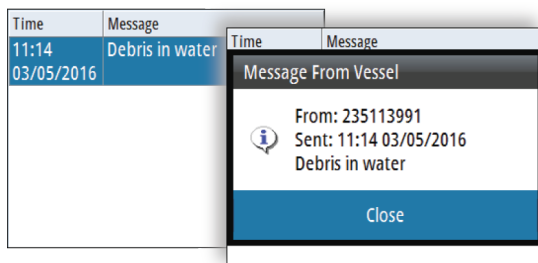 Time Message
11:14 Debris in water
03/05/2016
Time Message
Message From Vessel
From: 235113991
Sent: 11:14 03/05/2016
Debris in water
Close